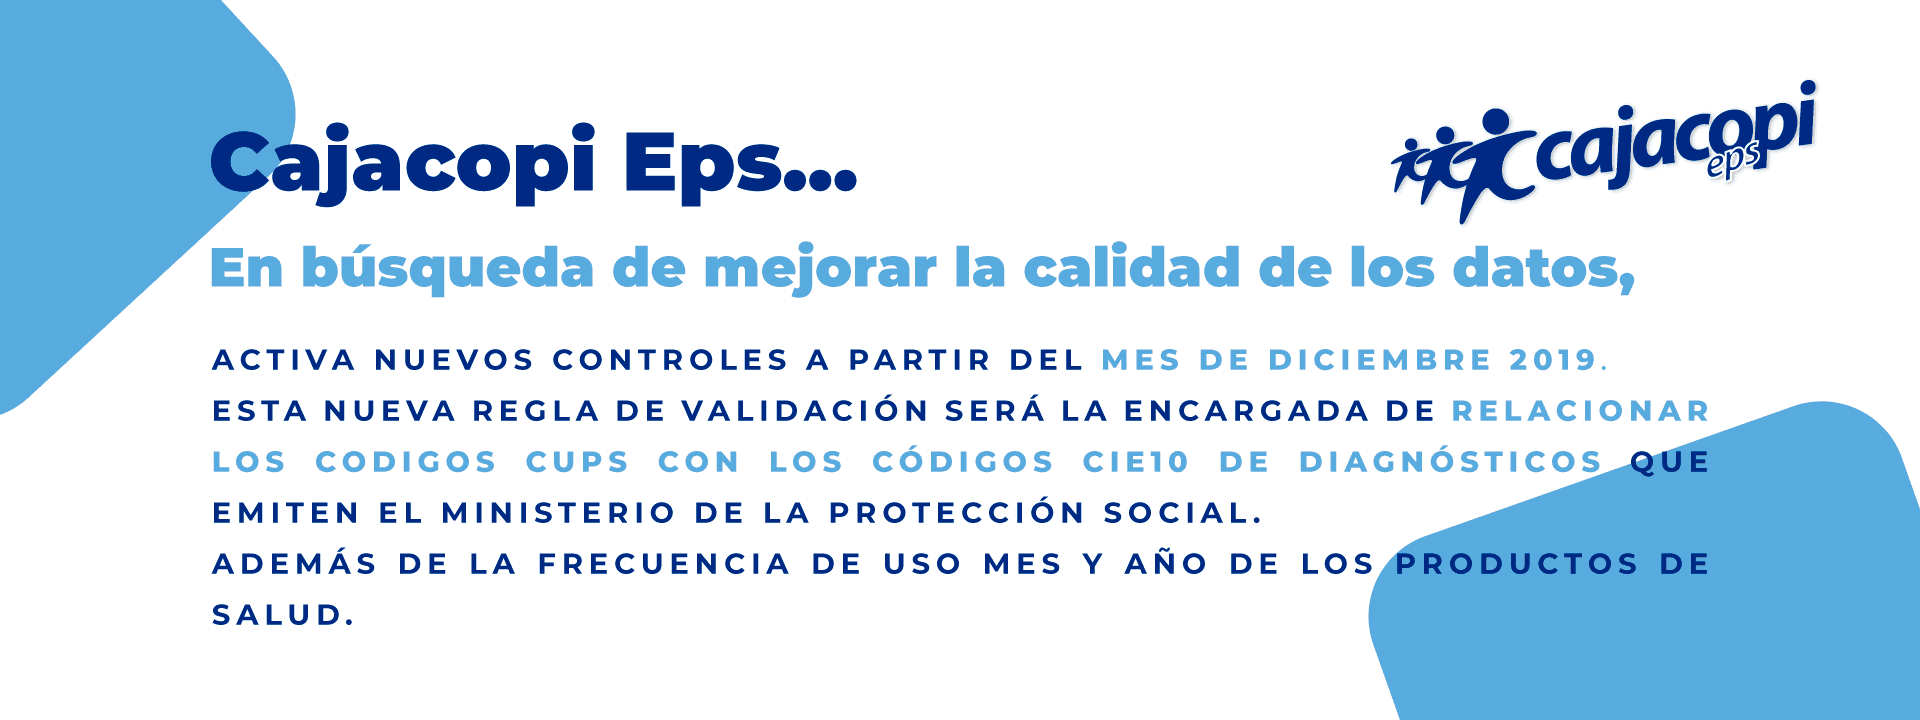 Cajacopi Eps...
cajacopi
eps
En búsqueda de mejorar la calidad de los datos,
ACTIVA NUEVOS CONTROLES A PARTIR DEL MES DE DICIEMBRE 2019.
ESTA NUEVA REGLA DE VALIDACIÓN SERÁ LA ENCARGADA DE RELACIONAR
LOS CODIGOS CUPS CON LOS CÓDIGOS CIE10 DE DIAGNÓSTICOS QUE
EMITEN EL MINISTERIO DE LA PROTECCIÓN SOCIAL.
ADEMÁS DE LA FRECUENCIA DE USO MES Y AÑO DE LOS PRODUCTOS DE
SALUD.